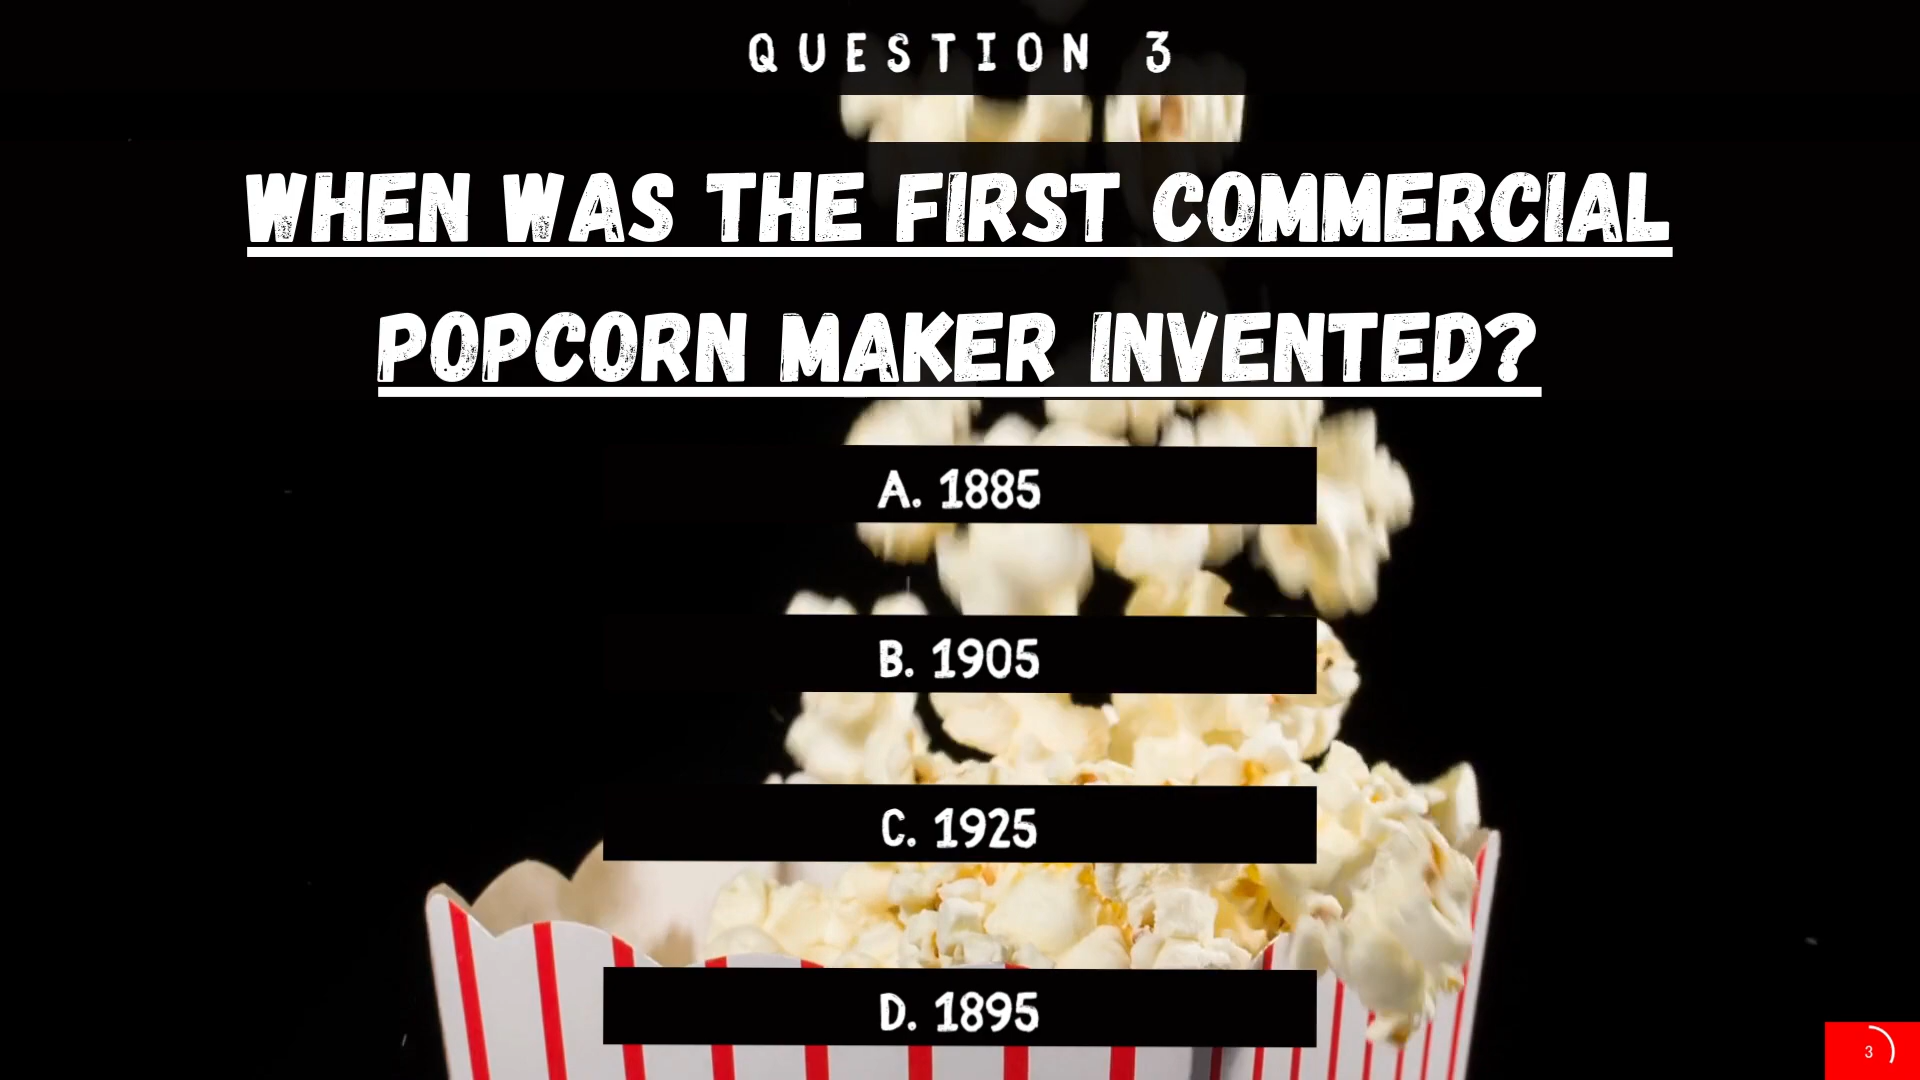 QUESTION 3
WHEN WAS THE FIRST COMMERCIAL
POPCORN MAKER INVENTED?
A. 1885
B. 1905
C. 1925
D. 1895
3